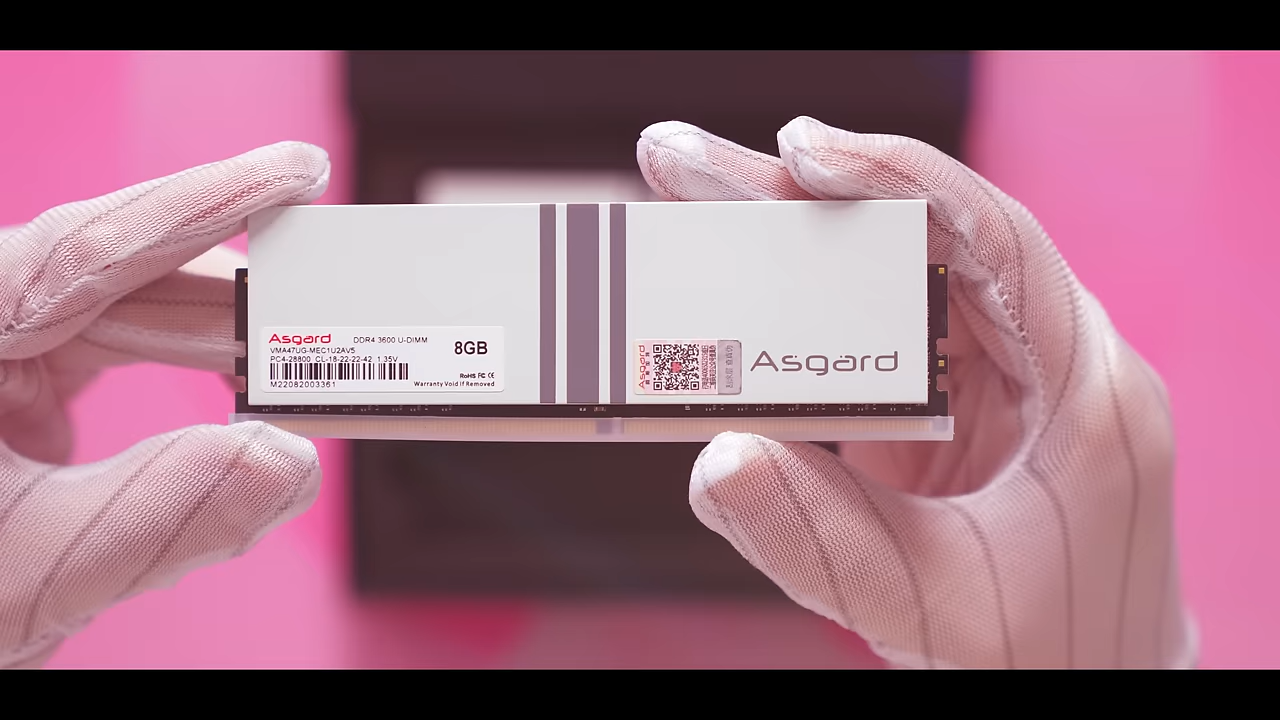 Asgard DDR4 3600 U-DIMM
VMA47UG-MEC1U2AV5
8GB
PC4-28800 CL-18-22-22-42 1.35V
RoHS FC CE
M22082003361
Warranty Void If Removed
Asgard
Asgard